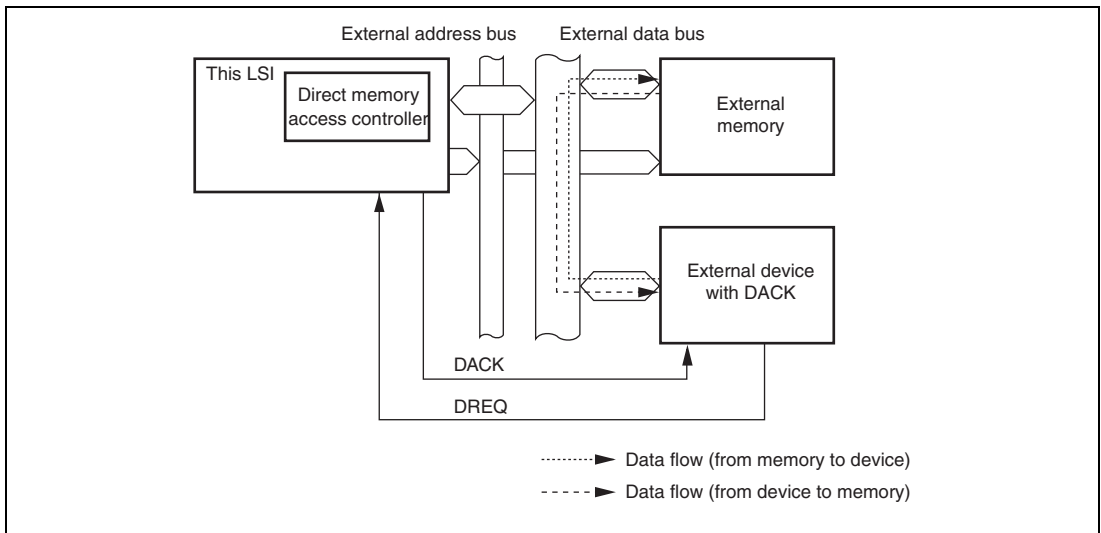 External address bus
External data bus
This LSI
Direct memory
access controller
External
memory
External device
with DACK
DACK
DREQ
Data flow (from memory to device)
Data flow (from device to memory)